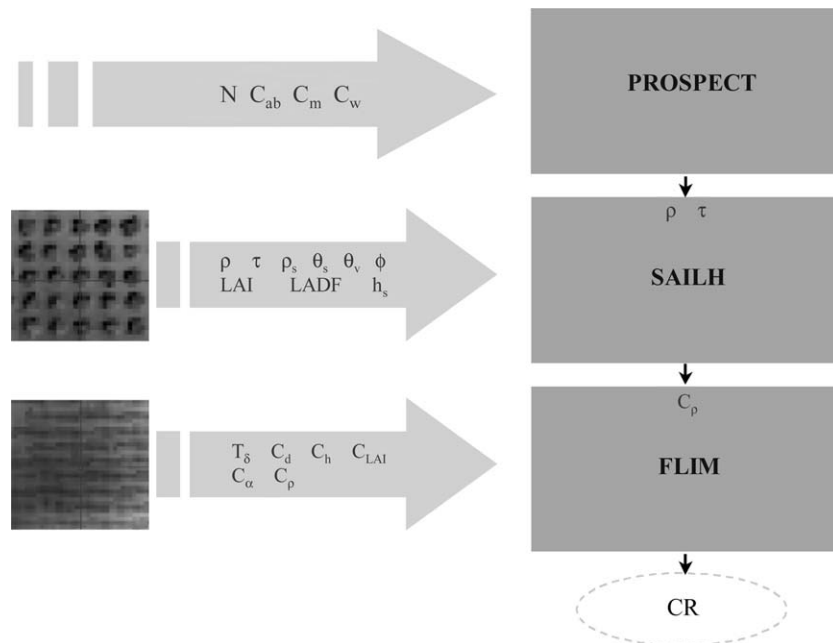 N C_ab C_m C_w
PROSPECT
ρ τ
ρ τ ρ_s θ_s θ_v ϕ
LAI LADF h_s
SAILH
C_ρ
T_δ C_d C_h C_LAI
C_α C_ρ
FLIM
CR